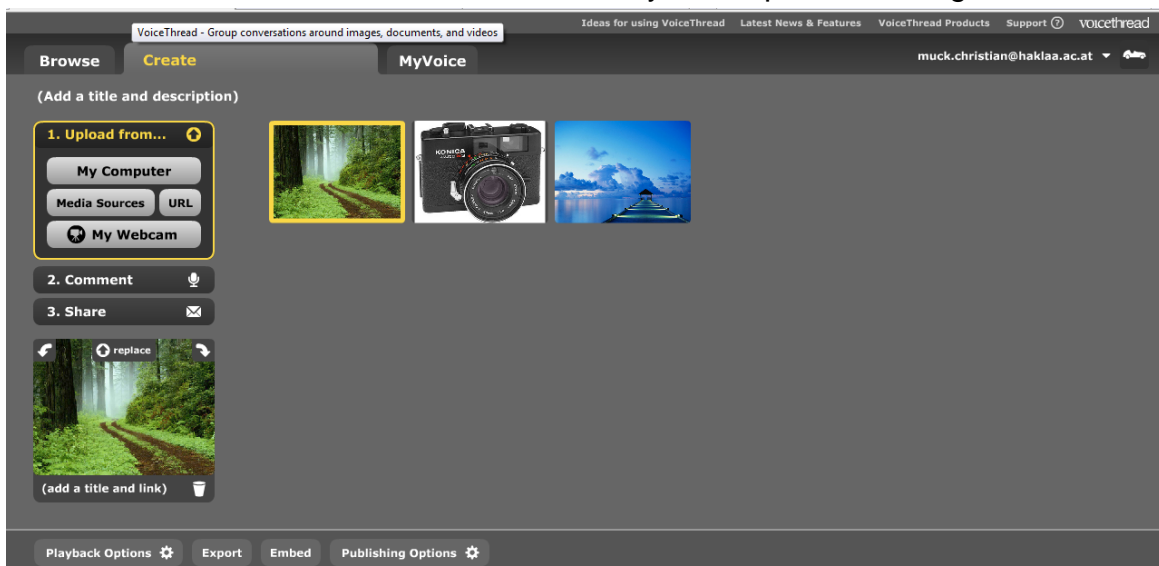 Ideas for using VoiceThread Latest News & Features VoiceThread Products Support ? voicethread
VoiceThread - Group conversations around images, documents, and videos
Browse Create MyVoice muck.christian@haklaa.ac.at
(Add a title and description)
1. Upload from...
My Computer
Media Sources URL
My Webcam
2. Comment
3. Share
KONICA
replace
(add a title and link)
Playback Options Export Embed Publishing Options